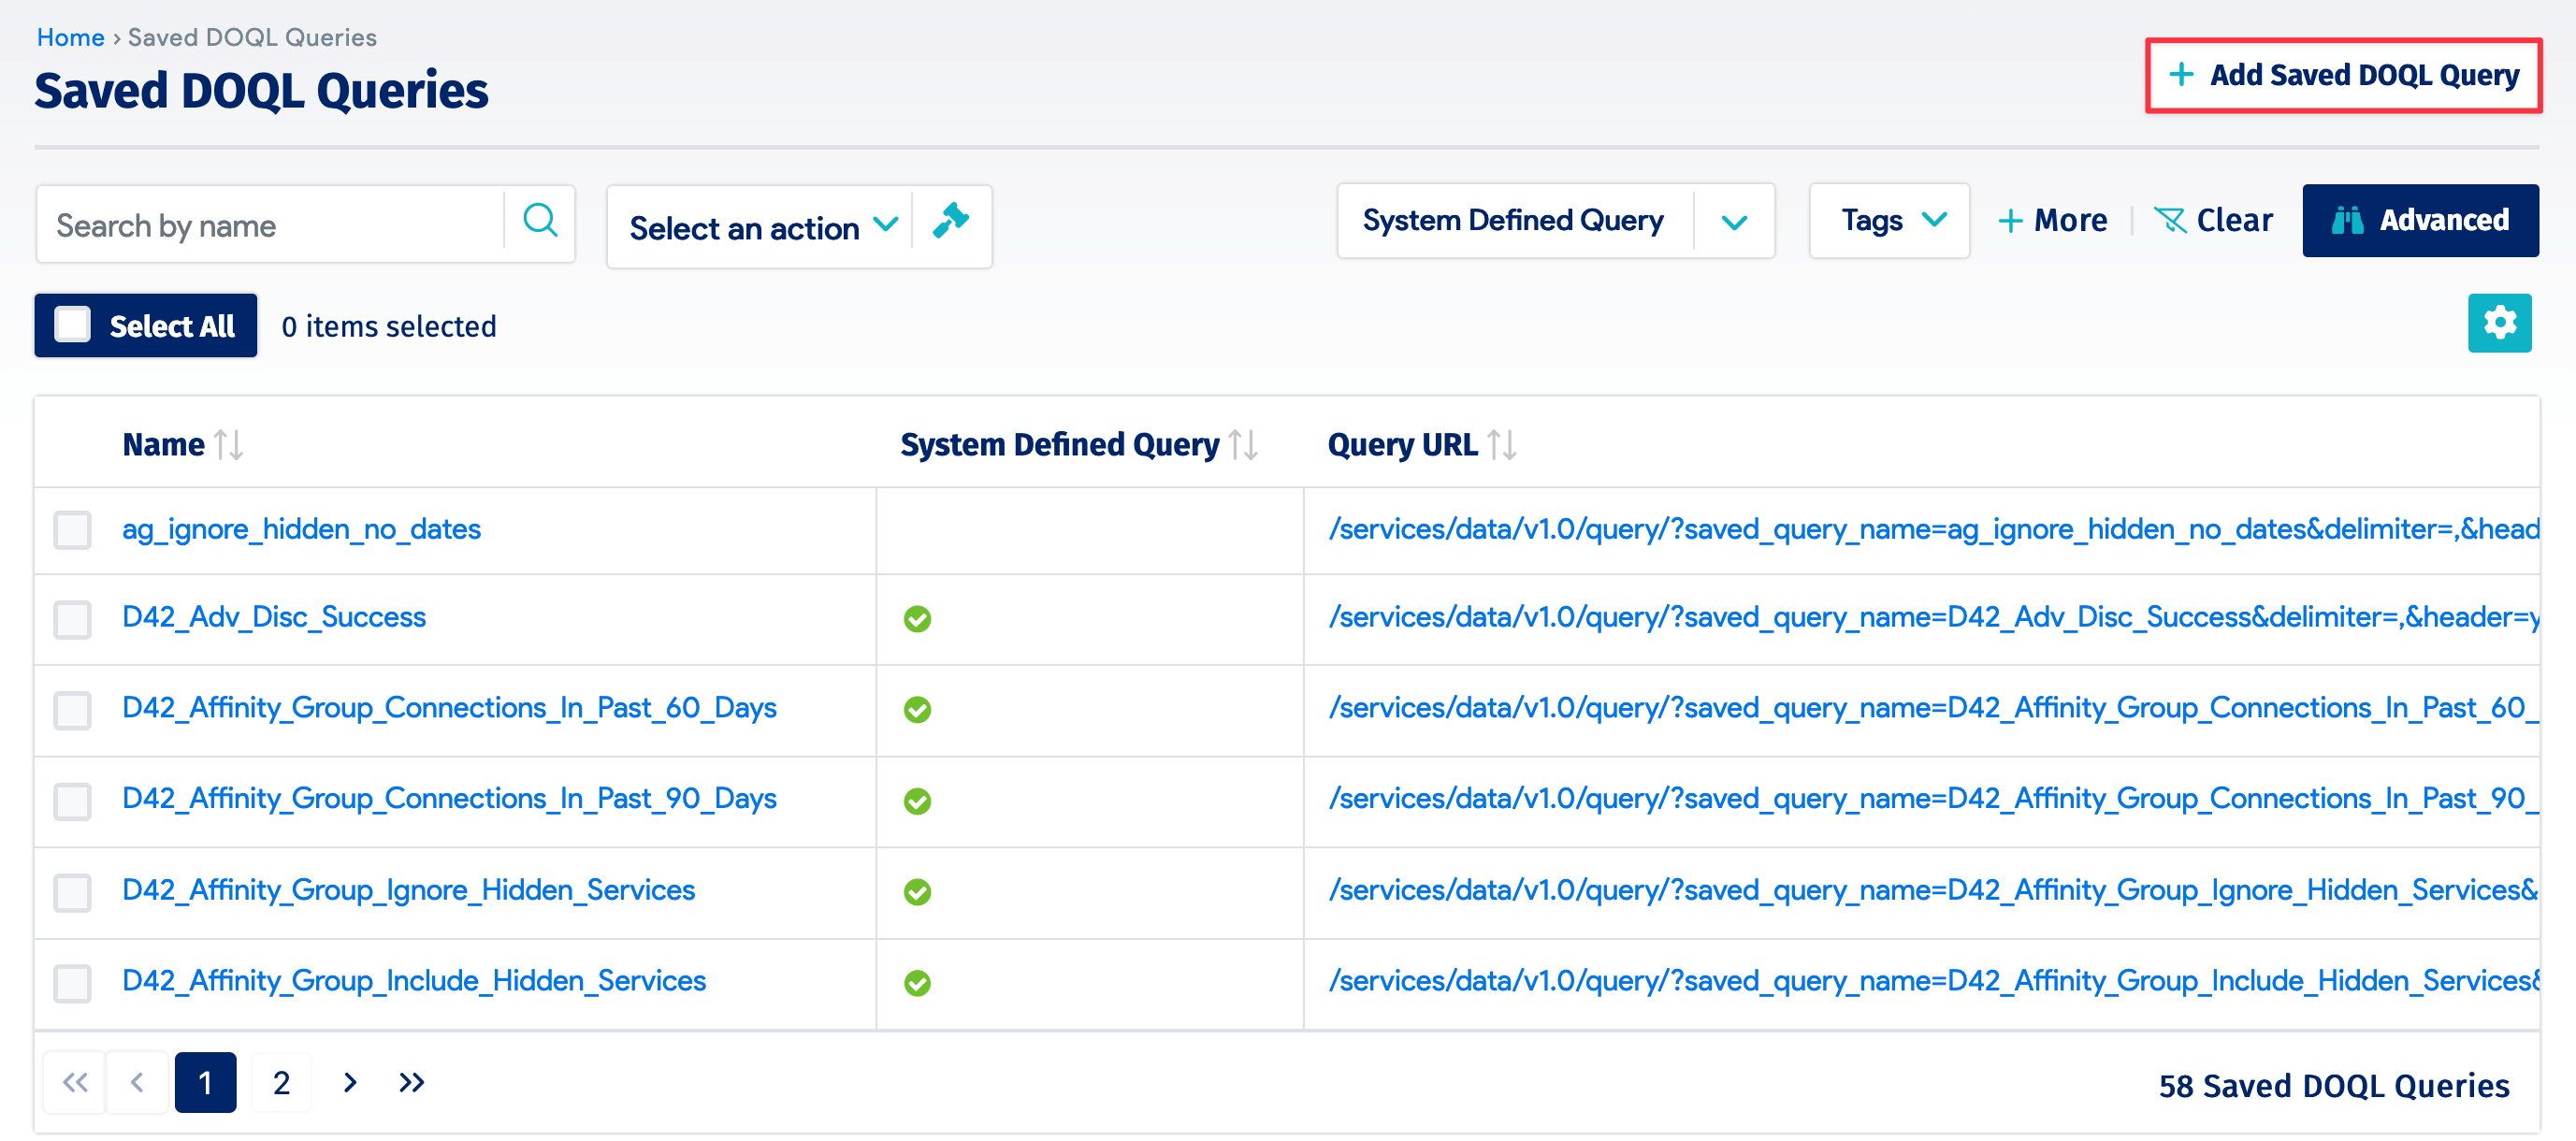 Home › Saved DOQL Queries
Saved DOQL Queries
+ Add Saved DOQL Query
Search by name
Select an action
System Defined Query
Tags
+ More
Clear
Advanced
Select All
0 items selected
Name System Defined Query Query URL
ag_ignore_hidden_no_dates /services/data/v1.0/query/?saved_query_name=ag_ignore_hidden_no_dates&delimiter=,&head
D42_Adv_Disc_Success /services/data/v1.0/query/?saved_query_name=D42_Adv_Disc_Success&delimiter=,&header=y
D42_Affinity_Group_Connections_In_Past_60_Days /services/data/v1.0/query/?saved_query_name=D42_Affinity_Group_Connections_In_Past_60_
D42_Affinity_Group_Connections_In_Past_90_Days /services/data/v1.0/query/?saved_query_name=D42_Affinity_Group_Connections_In_Past_90_
D42_Affinity_Group_Ignore_Hidden_Services /services/data/v1.0/query/?saved_query_name=D42_Affinity_Group_Ignore_Hidden_Services&
D42_Affinity_Group_Include_Hidden_Services /services/data/v1.0/query/?saved_query_name=D42_Affinity_Group_Include_Hidden_Services&
« ‹ 1 2 › »
58 Saved DOQL Queries